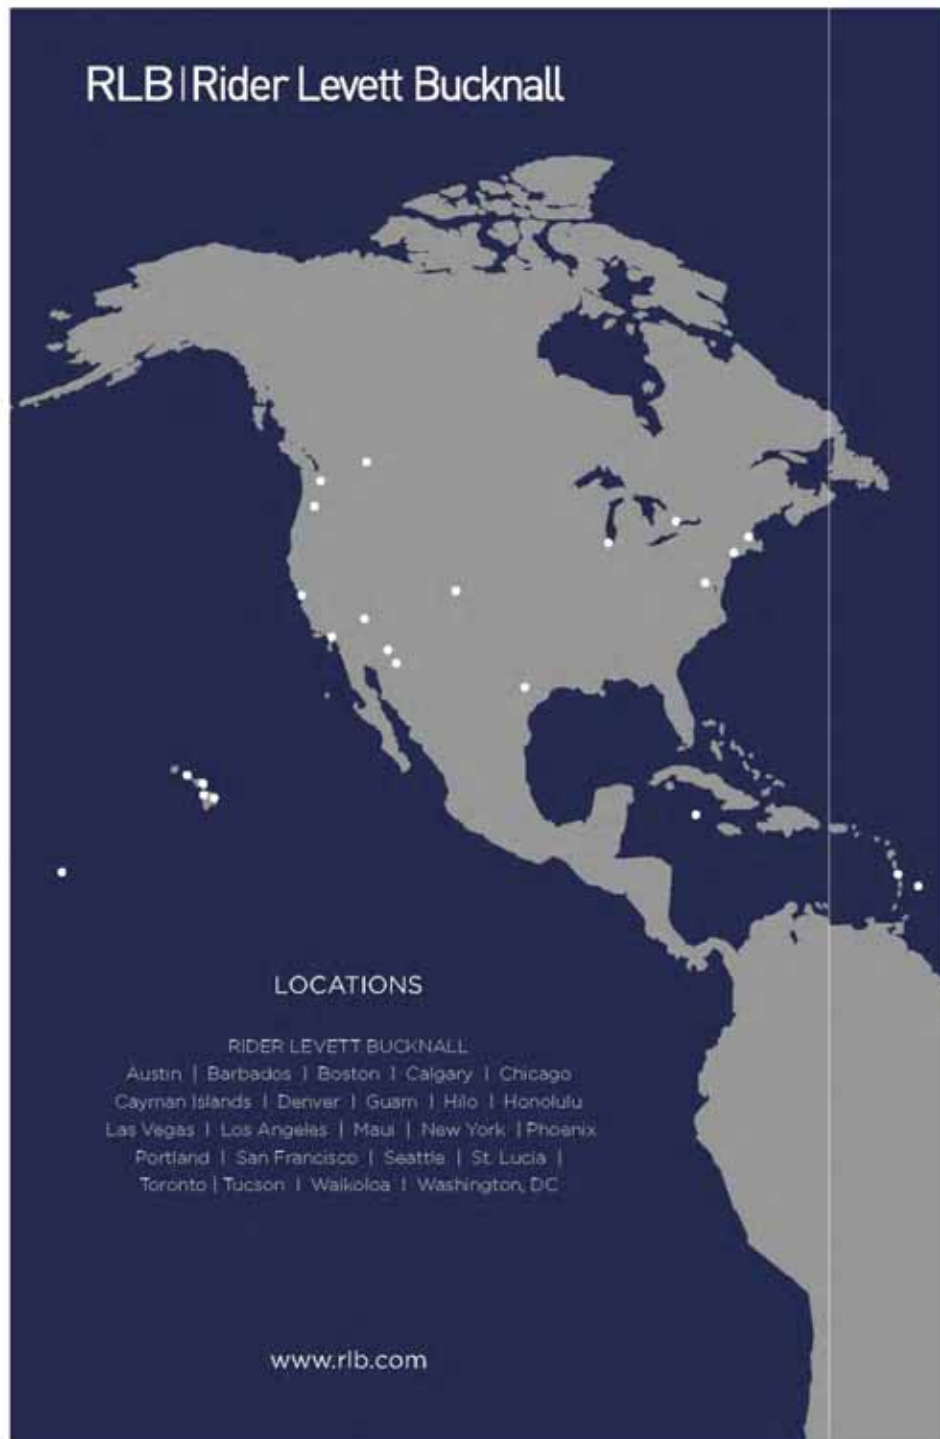 RLB | Rider Levett Bucknall
LOCATIONS
RIDER LEVETT BUCKNALL
Austin | Barbados | Boston | Calgary | Chicago
Cayman Islands | Denver | Guam | Hilo | Honolulu
Las Vegas | Los Angeles | Maui | New York | Phoenix
Portland | San Francisco | Seattle | St. Lucia |
Toronto | Tucson | Waikoloa | Washington, DC
www.rlb.com